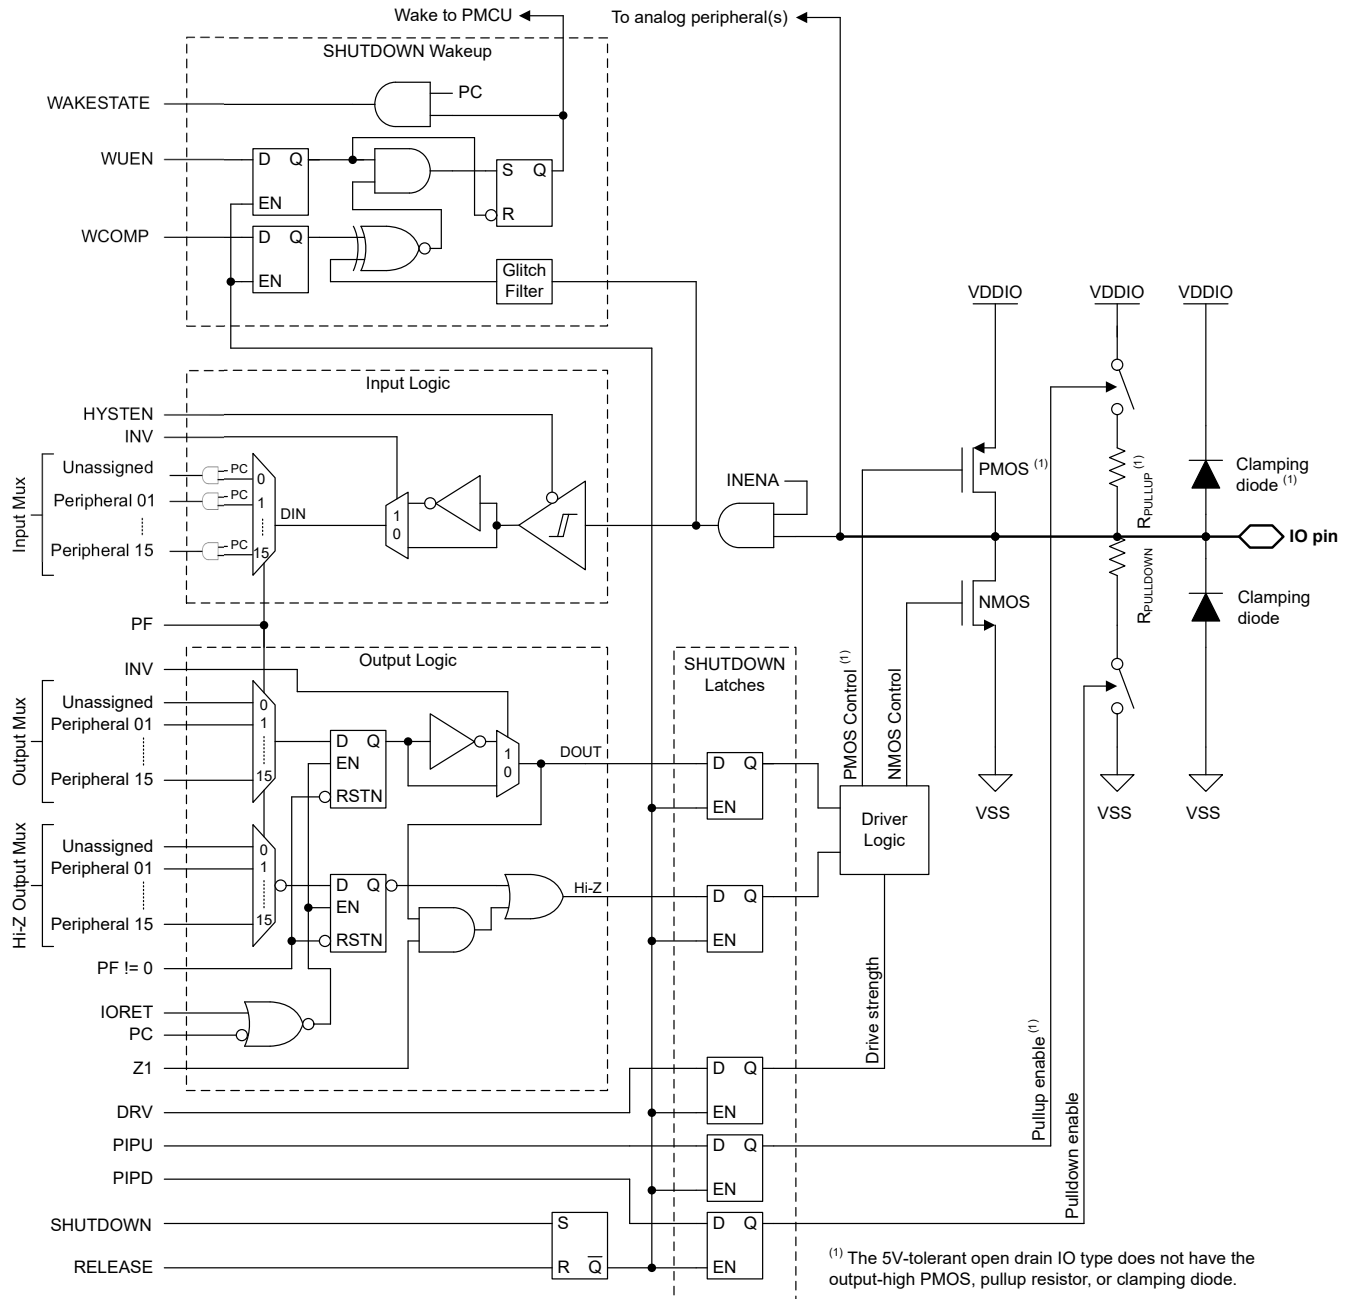 Wake to PMCU
To analog peripheral(s)
SHUTDOWN Wakeup
WAKESTATE
PC
WUEN
D Q
EN
S Q
R
WCOMP
D Q
EN
Glitch
Filter
VDDIO
VDDIO
VDDIO
Input Logic
HYSTEN
INV
Input Mux
Unassigned
PC
0
Peripheral 01
PC
1
Peripheral 15
PC
15
DIN
1
0
INENA
PMOS (1)
RPULLUP (1)
Clamping
diode (1)
IO pin
NMOS
RPULLDOWN
Clamping
diode
PF
Output Logic
INV
Output Mux
Unassigned
0
Peripheral 01
1
Peripheral 15
15
D Q
EN
RSTN
1
0
DOUT
SHUTDOWN
Latches
D Q
EN
PMOS Control (1)
NMOS Control
Driver
Logic
VSS
VSS
VSS
Hi-Z Output Mux
Unassigned
0
Peripheral 01
1
Peripheral 15
15
D Q
EN
RSTN
Hi-Z
D Q
EN
PF != 0
IORET
PC
Z1
Drive strength
D Q
EN
DRV
PIPU
D Q
EN
Pullup enable (1)
PIPD
Pulldown enable
D Q
EN
SHUTDOWN
S
RELEASE
R Q
(1) The 5V-tolerant open drain IO type does not have the
output-high PMOS, pullup resistor, or clamping diode.